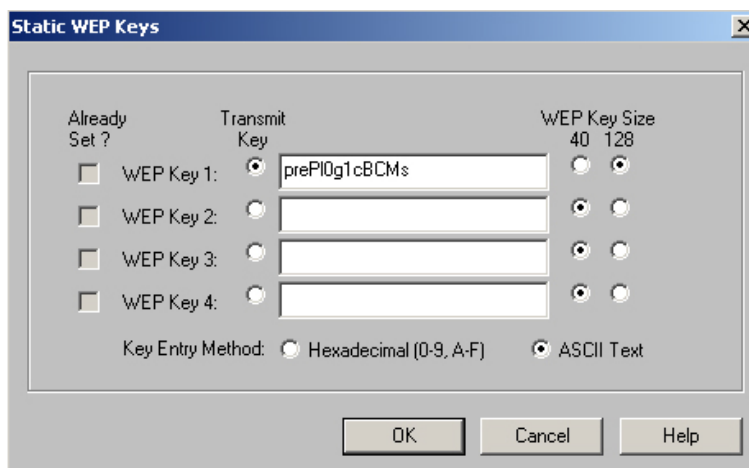 Static WEP Keys
Already Transmit WEP Key Size
Set ? Key 40 128
WEP Key 1: prePl0g1cBCMs
WEP Key 2:
WEP Key 3:
WEP Key 4:
Key Entry Method: Hexadecimal (0-9, A-F) ASCII Text
OK Cancel Help